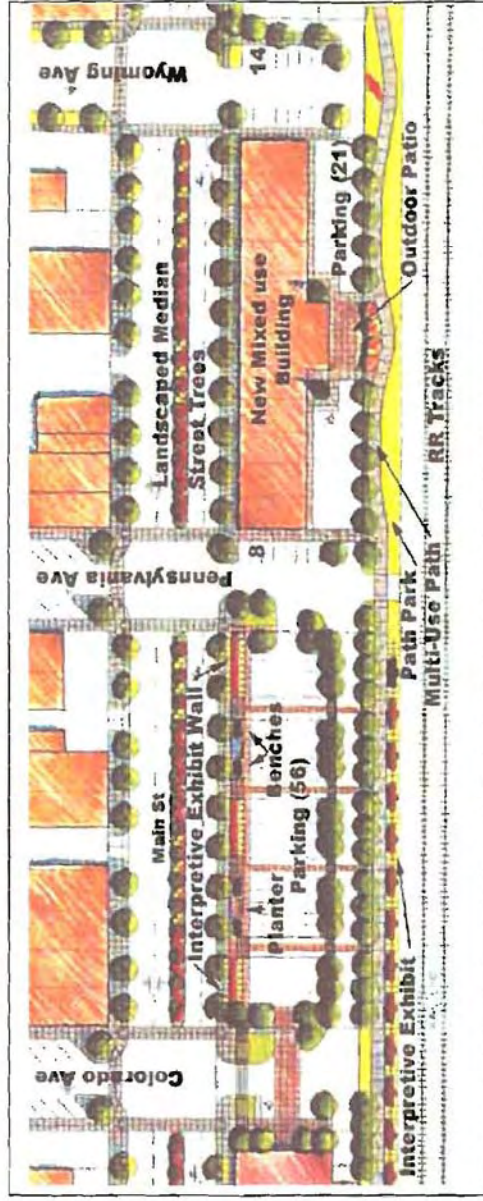 Wyoming Ave
14
Landscaped Median
Street Trees
New Mixed use
Building
Parking (21)
Outdoor Patio
Pennsylvania Ave
8
Path Park
Multi-Use Path
RR Tracks
Main St
Interpretive Exhibit Wall
Benches
Planter
Parking (56)
Colorado Ave
Interpretive Exhibit